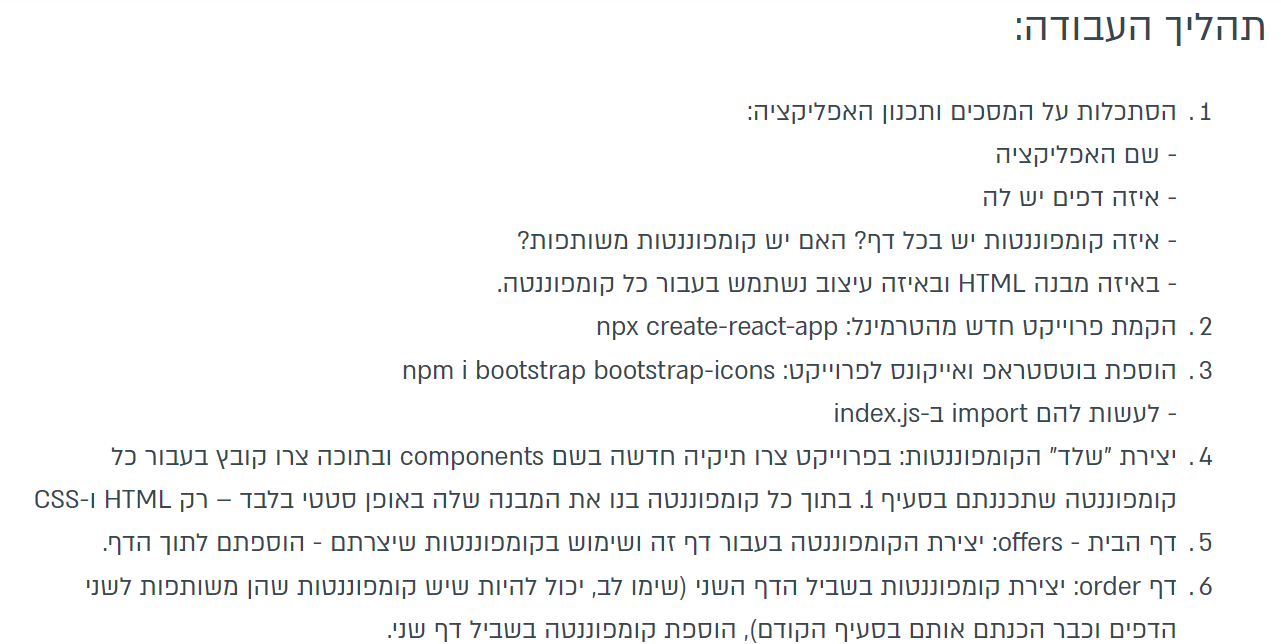 תהליך העבודה:
1. הסתכלות על המסכים ותכנון האפליקציה:
- שם האפליקציה
- איזה דפים יש לה
- איזה קומפוננטות יש בכל דף? האם יש קומפוננטות משותפות?
- באיזה מבנה HTML ובאיזה עיצוב נשתמש בעבור כל קומפוננטה.
2. הקמת פרוייקט חדש מהטרמינל: npx create-react-app
3. הוספת בוטסטראפ ואייקונס לפרוייקט: npm i bootstrap bootstrap-icons
- לעשות להם import ב-index.js
4. יצירת "שלד" הקומפוננטות: בפרוייקט צרו תיקיה חדשה בשם components ובתוכה צרו קובץ בעבור כל
קומפוננטה שתכננתם בסעיף 1. בתוך כל קומפוננטה בנו את המבנה שלה באופן סטטי בלבד – רק HTML ו-CSS
5. דף הבית - offers: יצירת הקומפוננטה בעבור דף זה ושימוש בקומפוננטות שיצרתם - הוספתם לתוך הדף.
6. דף order: יצירת קומפוננטות בשביל הדף השני (שימו לב, יכול להיות שיש קומפוננטות שהן משותפות לשני
הדפים וכבר הכנתם אותם בסעיף הקודם), הוספת קומפוננטה בשביל דף שני.